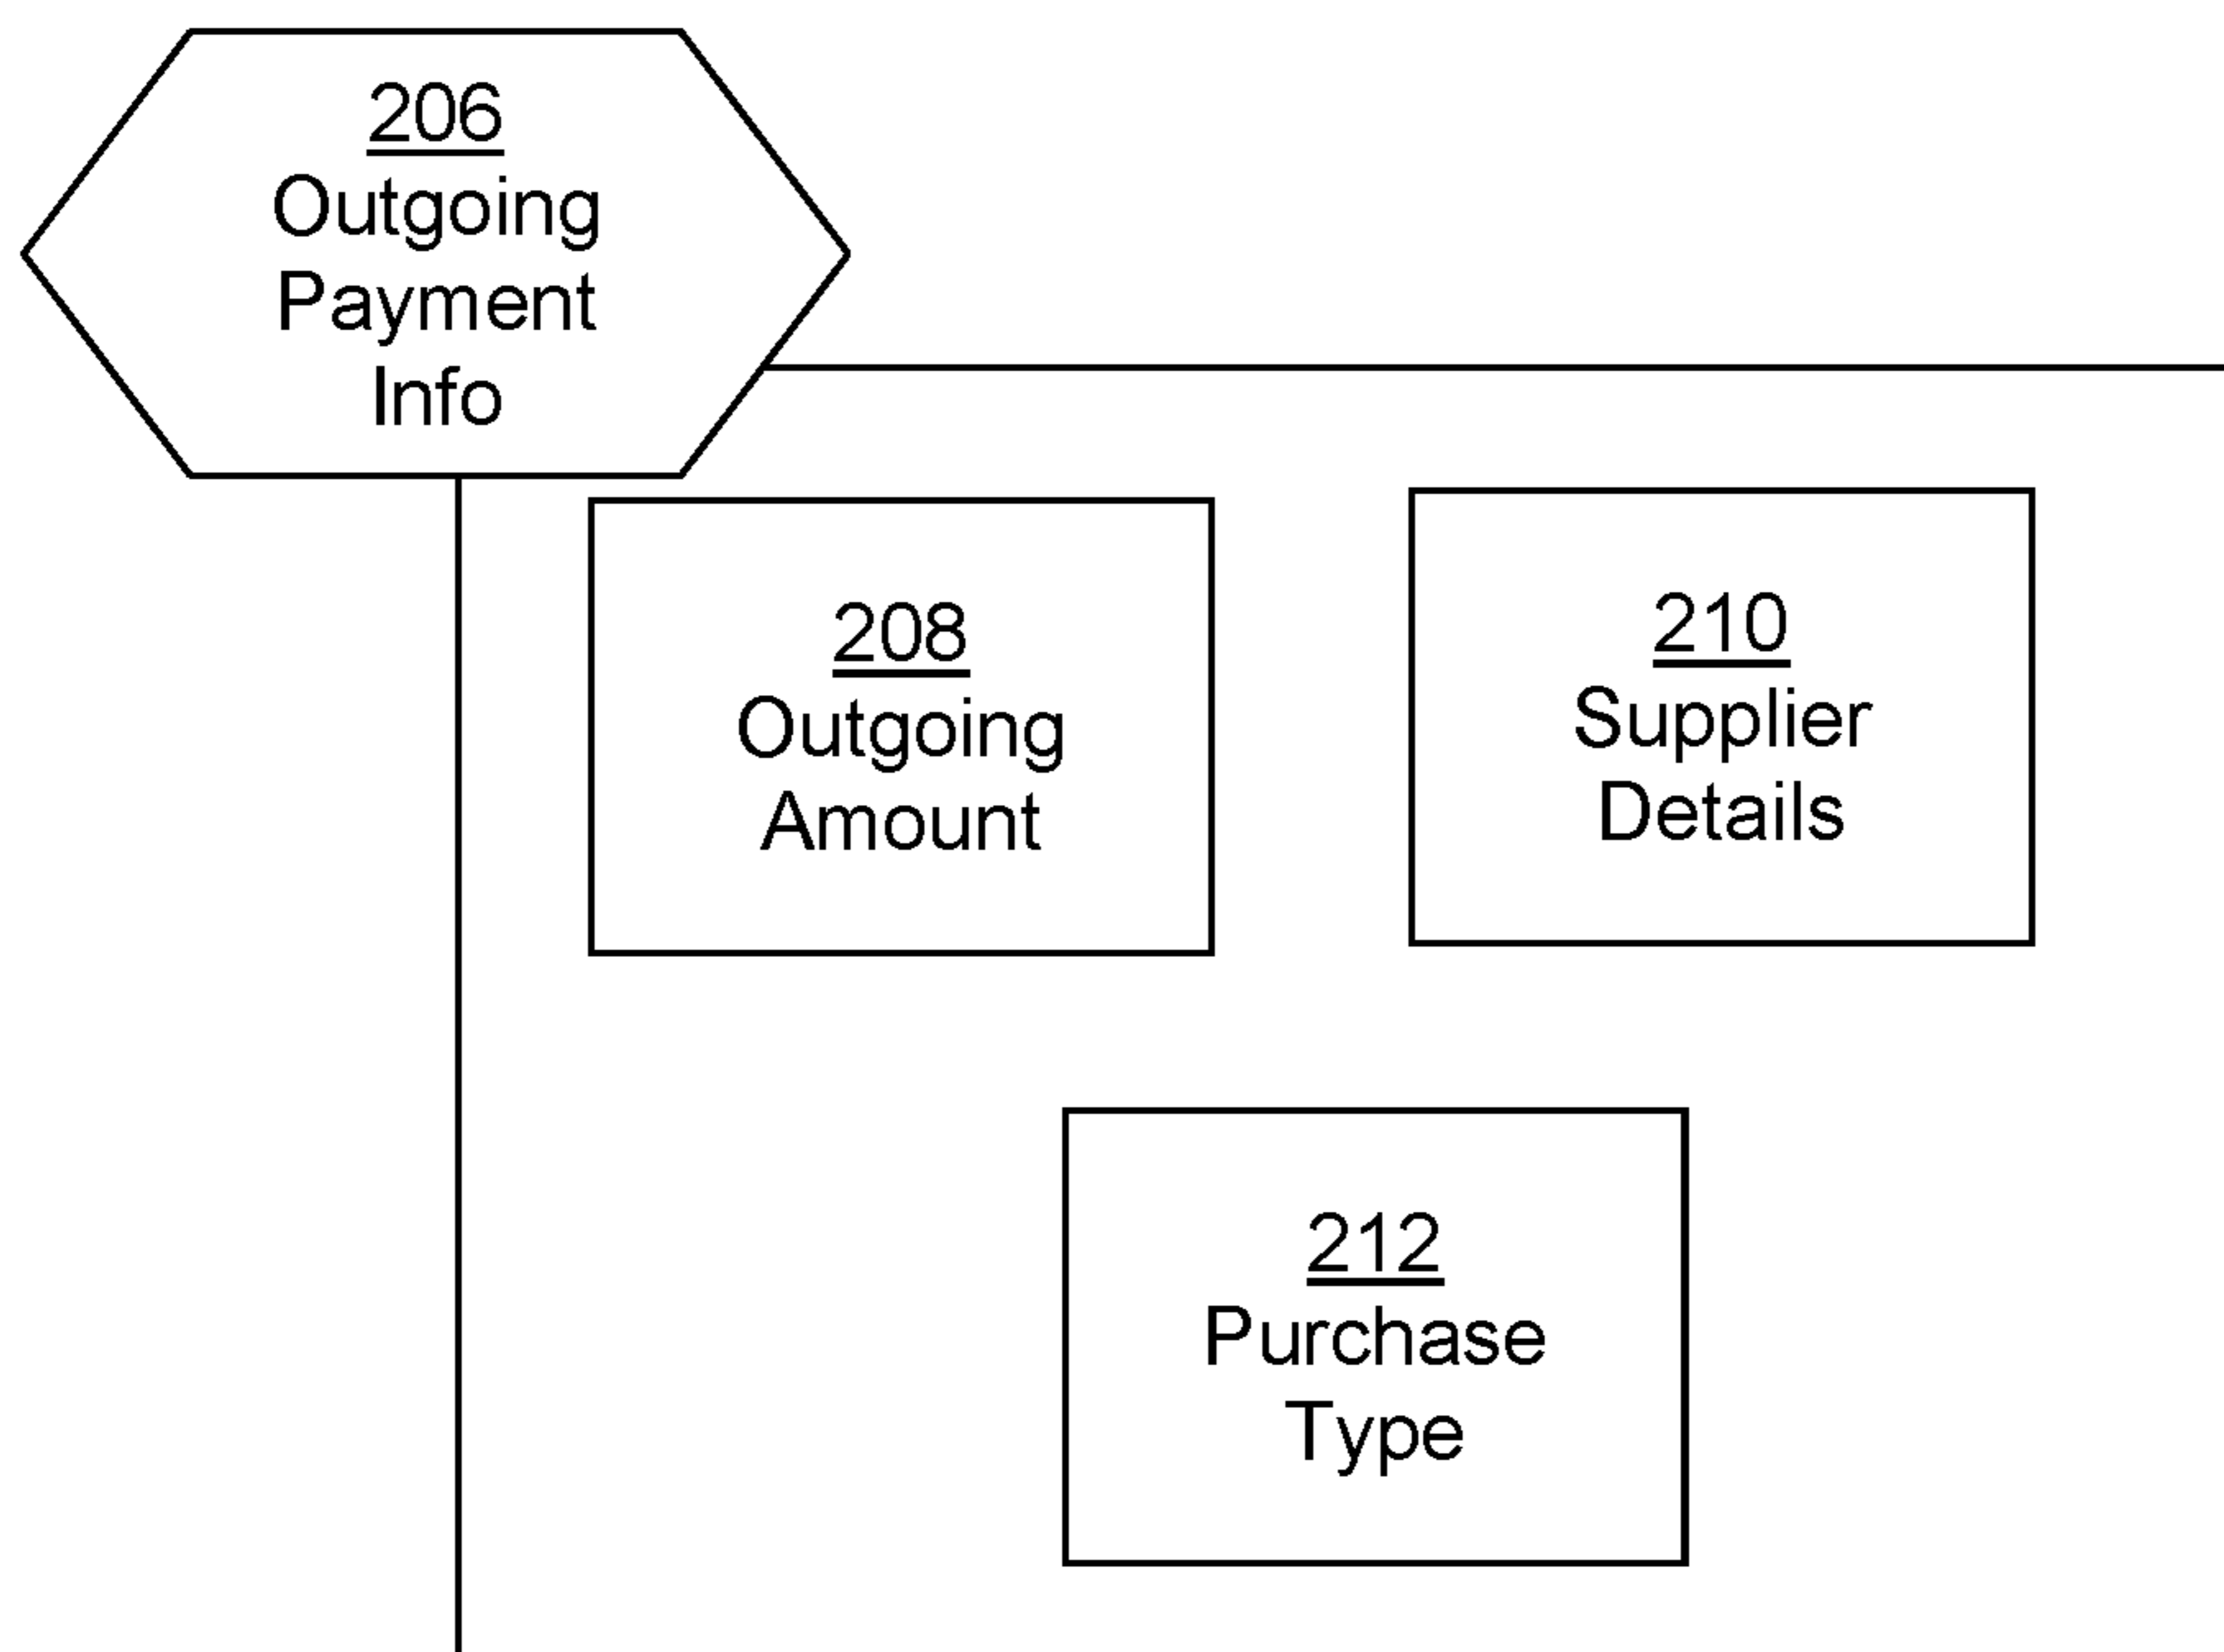 206
Outgoing
Payment
Info
208
Outgoing
Amount
210
Supplier
Details
212
Purchase
Type